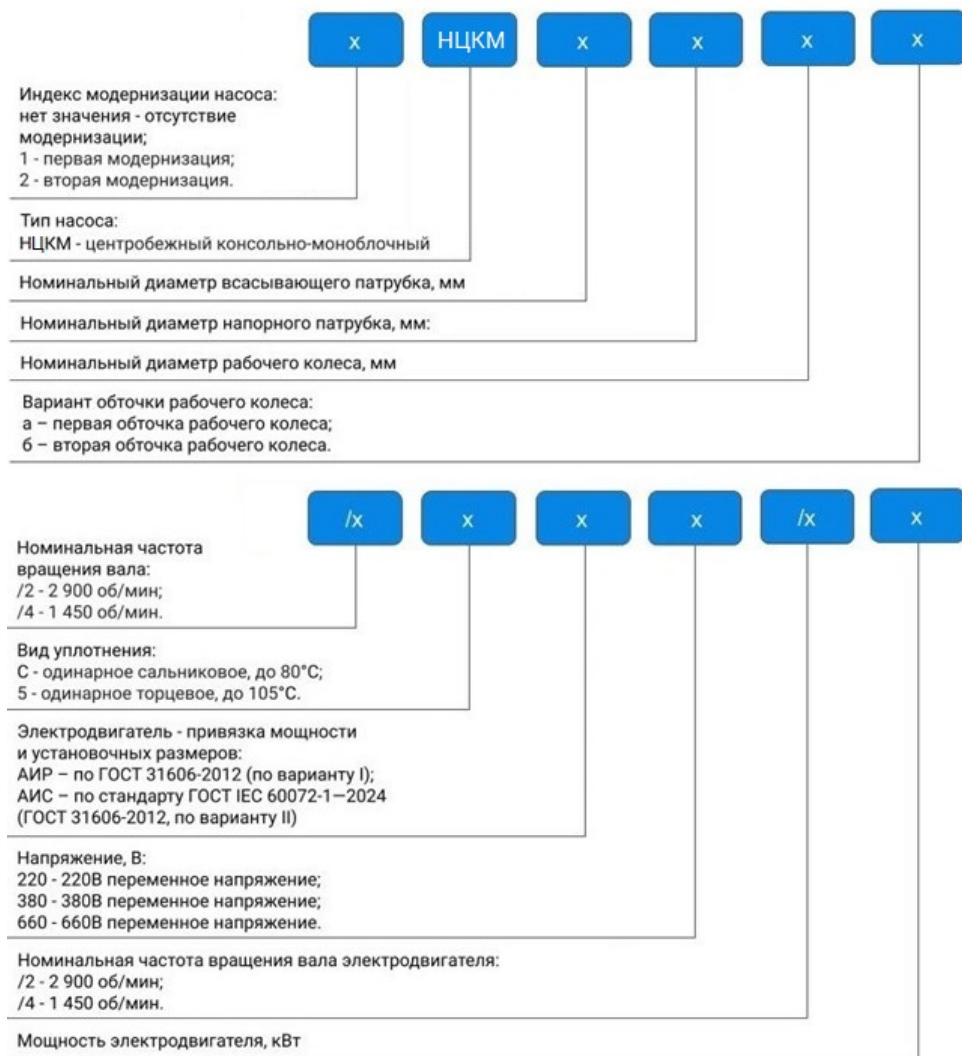 х НЦКМ х х х х
Индекс модернизации насоса:
нет значения - отсутствие
модернизации;
1 - первая модернизация;
2 - вторая модернизация.
Тип насоса:
НЦКМ - центробежный консольно-моноблочный
Номинальный диаметр всасывающего патрубка, мм
Номинальный диаметр напорного патрубка, мм:
Номинальный диаметр рабочего колеса, мм
Вариант обточки рабочего колеса:
а – первая обточка рабочего колеса;
б – вторая обточка рабочего колеса.
/х х х х /х х
Номинальная частота
вращения вала:
/2 - 2 900 об/мин;
/4 - 1 450 об/мин.
Вид уплотнения:
С - одинарное сальниковое, до 80°С;
5 - одинарное торцевое, до 105°С.
Электродвигатель - привязка мощности
и установочных размеров:
АИР – по ГОСТ 31606-2012 (по варианту I);
АИС – по стандарту ГОСТ IEC 60072-1—2024
(ГОСТ 31606-2012, по варианту II)
Напряжение, В:
220 - 220В переменное напряжение;
380 - 380В переменное напряжение;
660 - 660В переменное напряжение.
Номинальная частота вращения вала электродвигателя:
/2 - 2 900 об/мин;
/4 - 1 450 об/мин.
Мощность электродвигателя, кВт